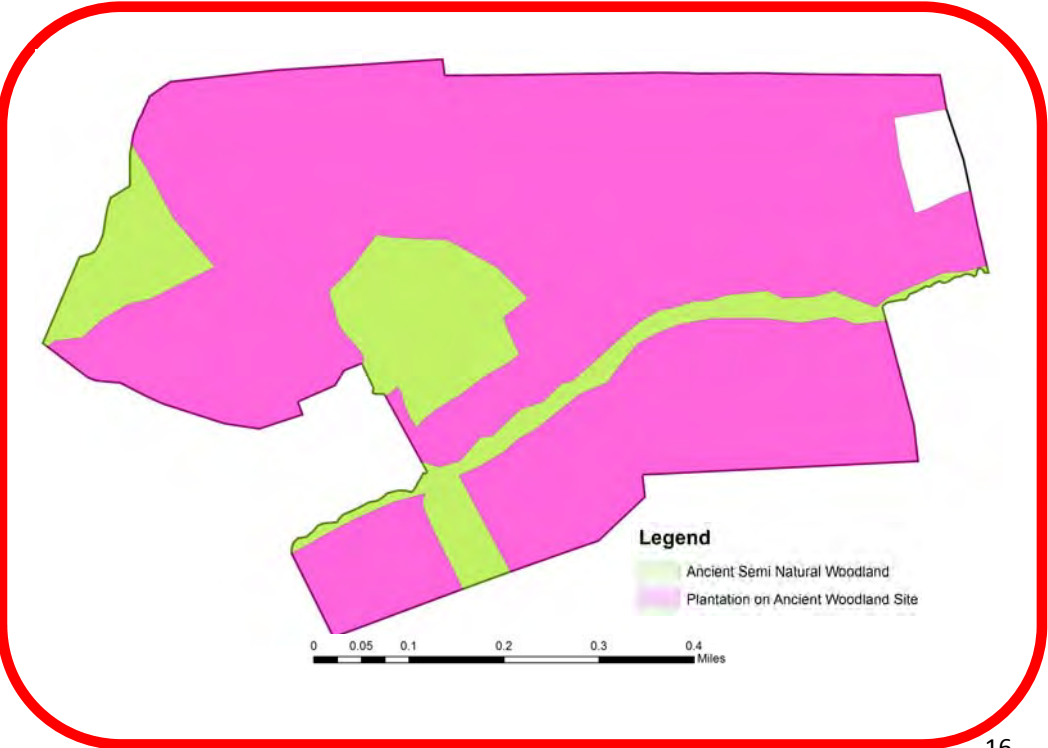 Legend
Ancient Semi Natural Woodland
Plantation on Ancient Woodland Site
0 0.05 0.1 0.2 0.3 0.4
Miles
16